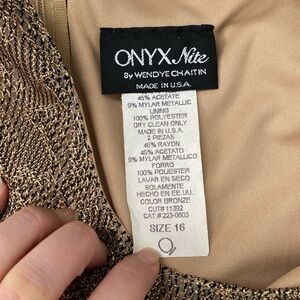 ONYX Nite
By WENDYE CHAITIN
MADE IN U.S.A.
45% ACETATE
9% MYLAR METALLIC
LINING
100% POLYESTER
DRY CLEAN ONLY
MADE IN U.S.A.
2 PIEZAS
46% RAYON
45% ACETATO
9% MYLAR METALLIC
FORRO
100% POLIESTER
LAVAR EN SECO
SOLAMENTE
HECHO EN EE.UU.
COLOR BRONZE
CUT# 11392
CAT.# 223-0803
SIZE 16